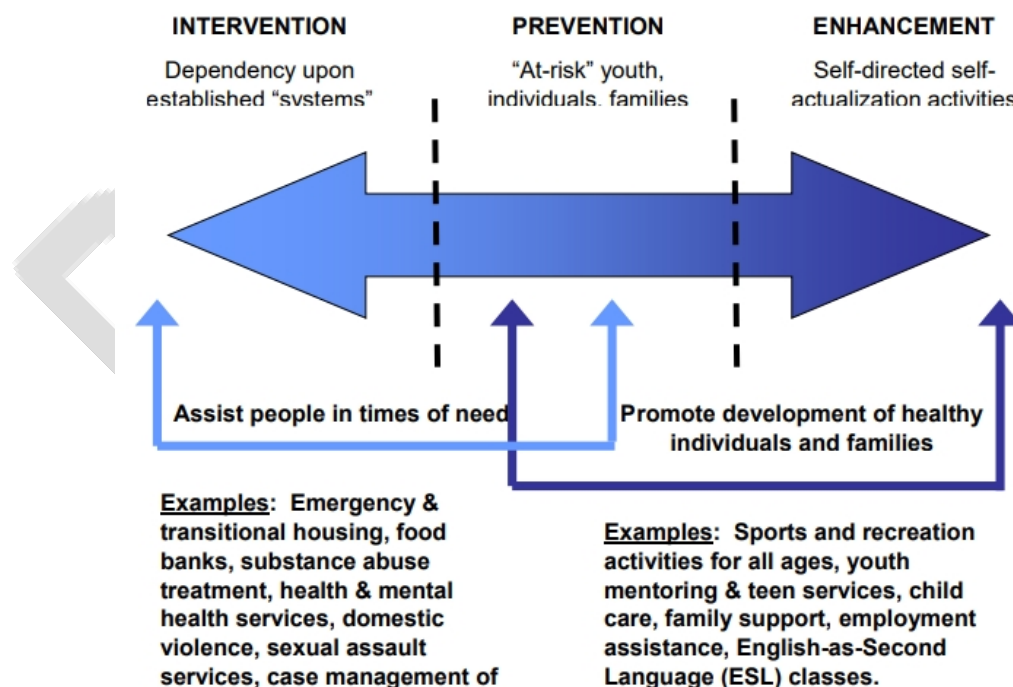 INTERVENTION
Dependency upon
established “systems”
PREVENTION
“At-risk” youth,
individuals, families
ENHANCEMENT
Self-directed self-
actualization activities
Assist people in times of need
Promote development of healthy
individuals and families
Examples:  Emergency &
transitional housing, food
banks, substance abuse
treatment, health & mental
health services, domestic
violence, sexual assault
services, case management of
Examples:  Sports and recreation
activities for all ages, youth
mentoring & teen services, child
care, family support, employment
assistance, English-as-Second
Language (ESL) classes.